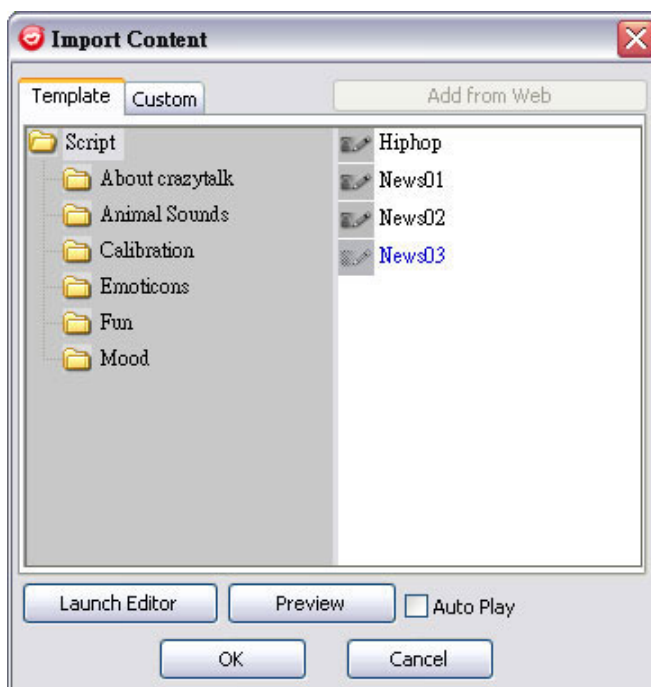 Import Content
Template Custom Add from Web
Script
About crazytalk
Animal Sounds
Calibration
Emoticons
Fun
Mood
Hiphop
News01
News02
News03
Launch Editor Preview Auto Play
OK Cancel